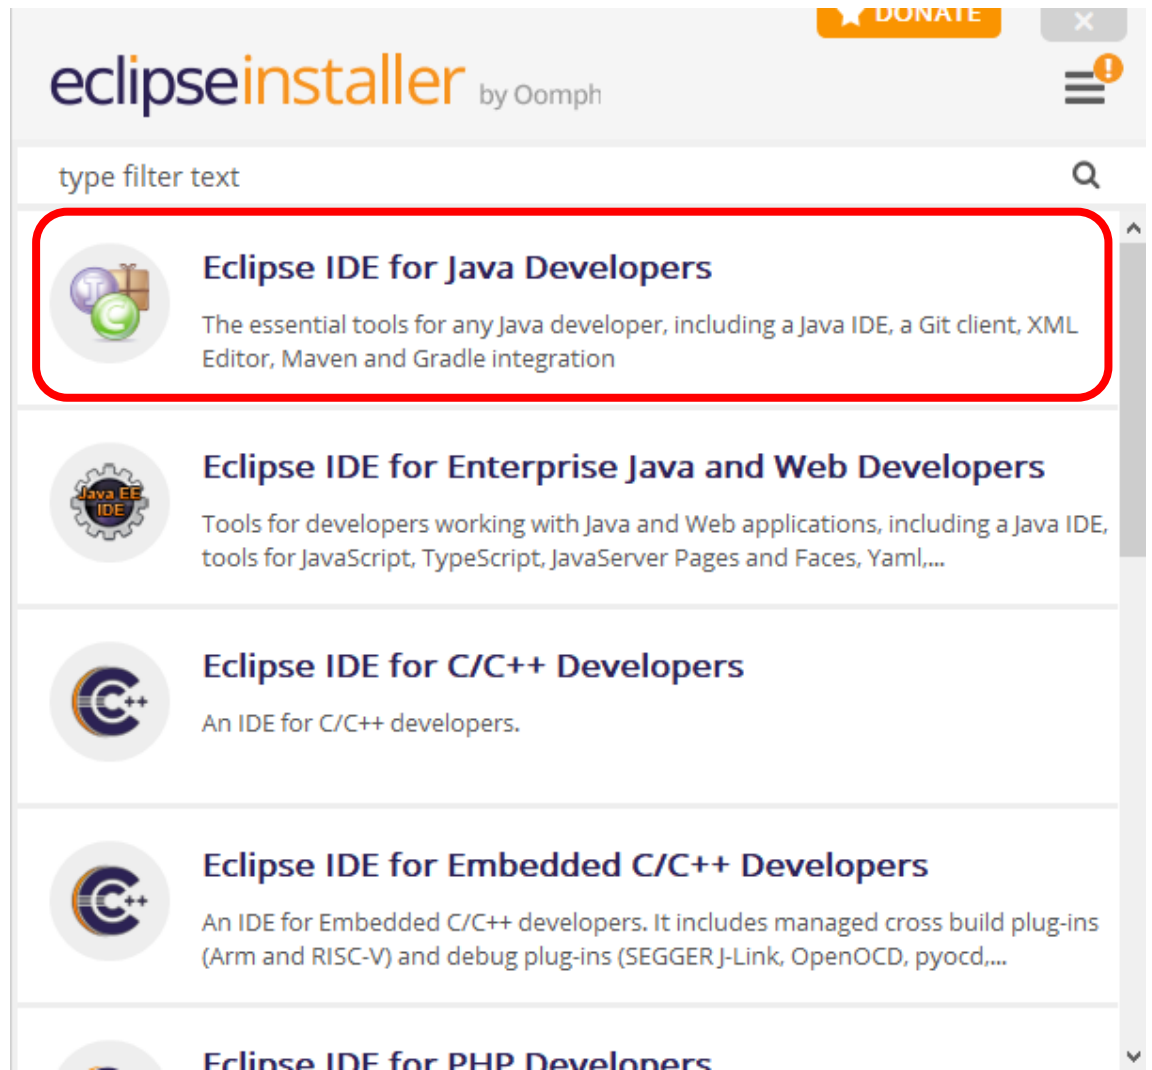 DONATE
eclipseinstaller by Oomph
type filter text
Eclipse IDE for Java Developers
The essential tools for any Java developer, including a Java IDE, a Git client, XML
Editor, Maven and Gradle integration
Java EE
IDE
Eclipse IDE for Enterprise Java and Web Developers
Tools for developers working with Java and Web applications, including a Java IDE,
tools for JavaScript, TypeScript, JavaServer Pages and Faces, Yaml,...
C++
Eclipse IDE for C/C++ Developers
An IDE for C/C++ developers.
C++
Eclipse IDE for Embedded C/C++ Developers
An IDE for Embedded C/C++ developers. It includes managed cross build plug-ins
(Arm and RISC-V) and debug plug-ins (SEGGER J-Link, OpenOCD, pyocd,...
Eclipse IDE for PHP Developers